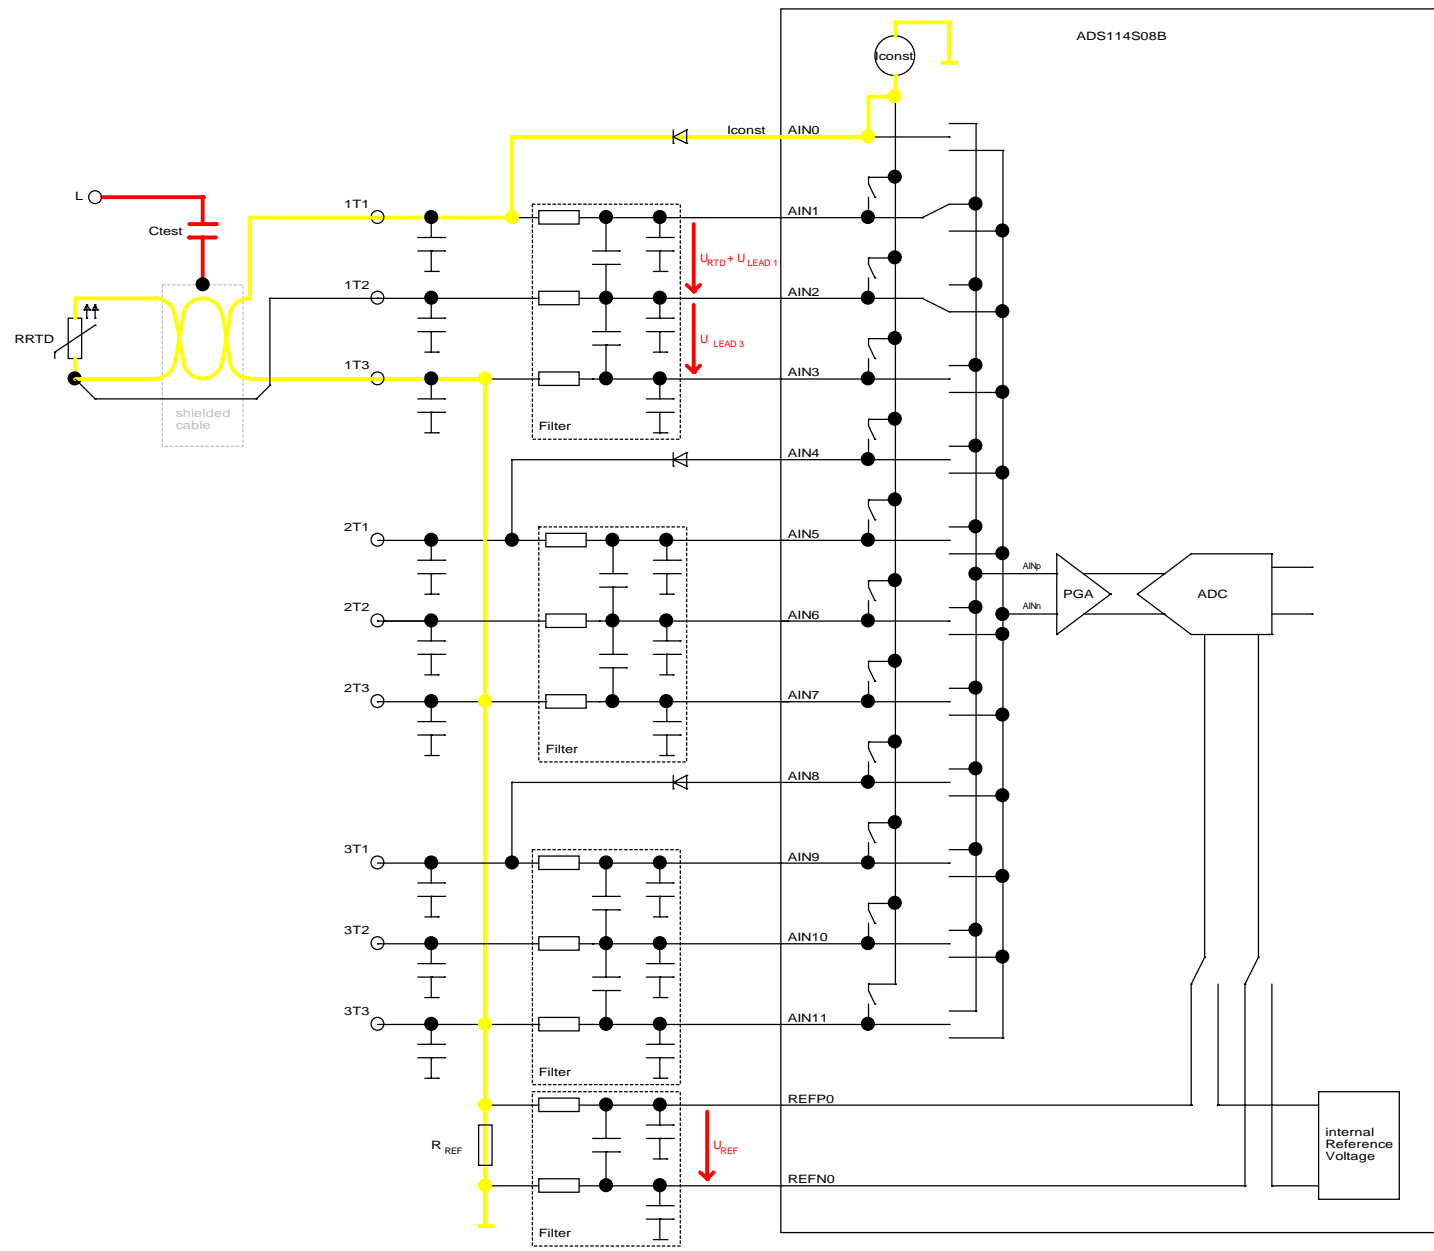 ADS114S08B
Iconst
Iconst
AIN0
L
Ctest
1T1
AIN1
URTD + ULEAD 1
1T2
AIN2
RRTD
U LEAD 3
1T3
AIN3
shielded
cable
Filter
AIN4
2T1
AIN5
AINp
PGA
ADC
AINn
2T2
AIN6
2T3
AIN7
Filter
AIN8
3T1
AIN9
3T2
AIN10
3T3
AIN11
Filter
REFP0
R REF
UREF
internal
Reference
Voltage
REFN0
Filter